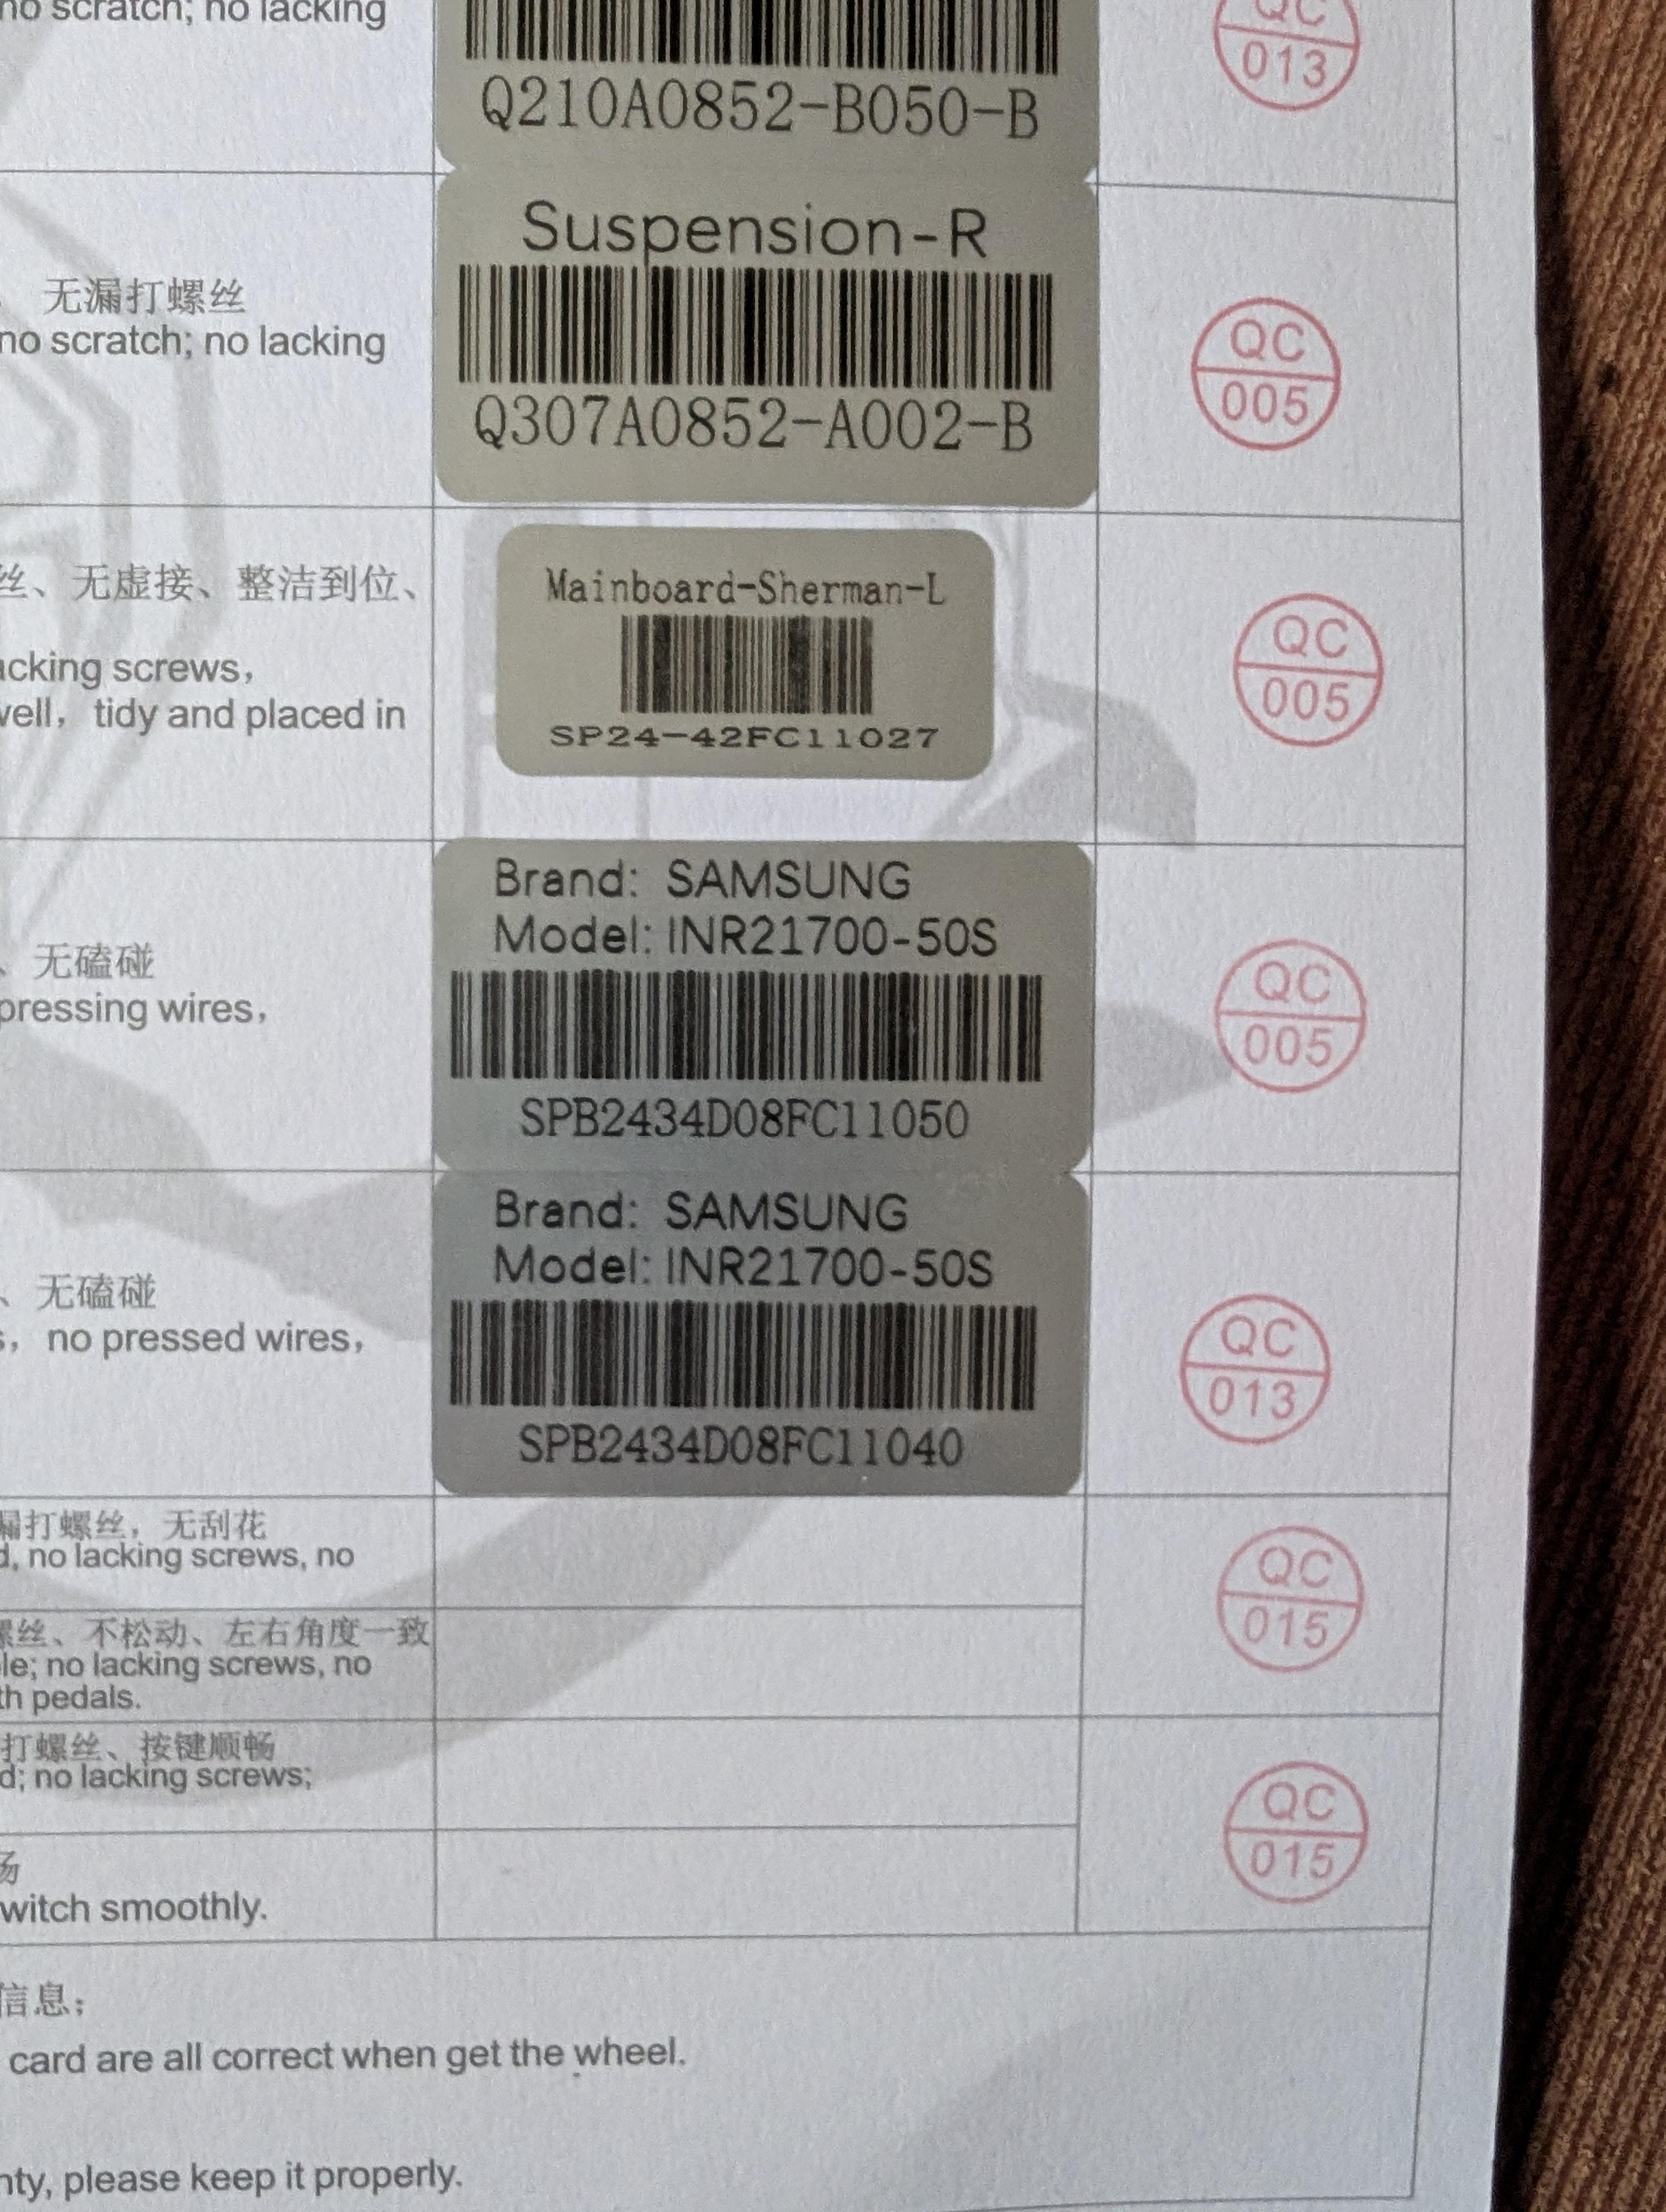 no scratch; no lacking
Q210A0852-B050-B
QC
013
无漏打螺丝
no scratch; no lacking
Suspension-R
Q307A0852-A002-B
QC
005
丝、无虚接、整洁到位、
acking screws,
well, tidy and placed in
Mainboard-Sherman-L
SP24-42FC11027
QC
005
、无磕碰
pressing wires,
Brand: SAMSUNG
Model: INR21700-50S
SPB2434D08FC11050
QC
005
、无磕碰
s, no pressed wires,
Brand: SAMSUNG
Model: INR21700-50S
SPB2434D08FC11040
QC
013
漏打螺丝，无刮花
d, no lacking screws, no
QC
015
螺丝、不松动、左右角度一致
le; no lacking screws, no
th pedals.
打螺丝、按键顺畅
d; no lacking screws;
QC
015
witch smoothly.
信息;
card are all correct when get the wheel.
nty, please keep it properly.